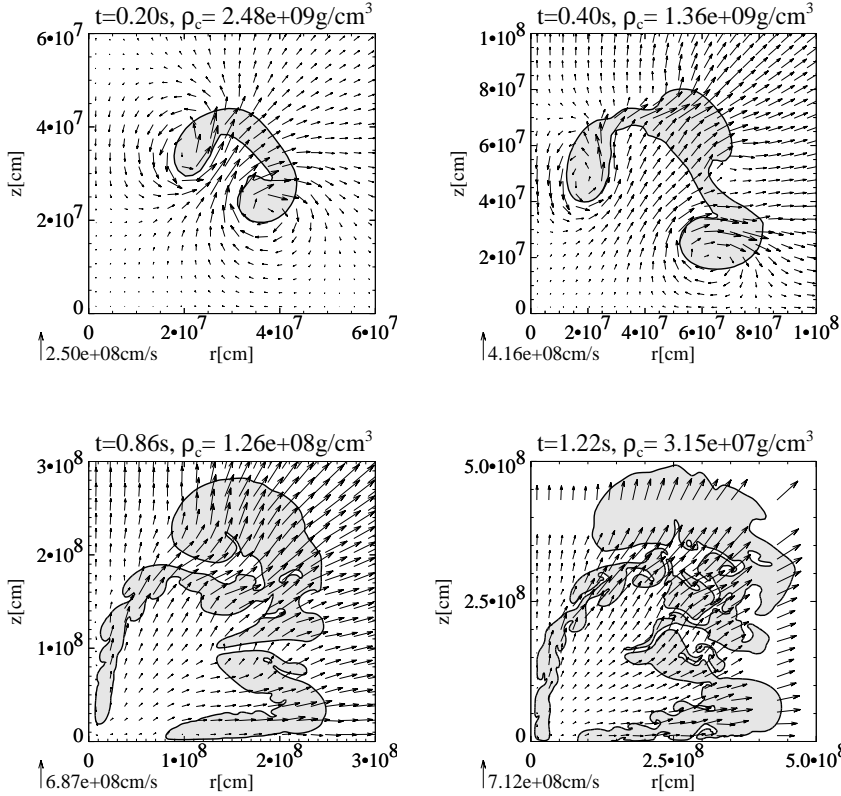 t=0.20s, ρc= 2.48e+09g/cm3
6•10^7
4•10^7
2•10^7
0
z[cm]
0 2•10^7 4•10^7 6•10^7
2.50e+08cm/s r[cm]
t=0.40s, ρc= 1.36e+09g/cm3
1•10^8
8•10^7
6•10^7
4•10^7
2•10^7
0
z[cm]
0 2•10^7 4•10^7 6•10^7 8•10^7 1•10^8
4.16e+08cm/s r[cm]
t=0.86s, ρc= 1.26e+08g/cm3
3•10^8
2•10^8
1•10^8
0
z[cm]
0 1•10^8 2•10^8 3•10^8
6.87e+08cm/s r[cm]
t=1.22s, ρc= 3.15e+07g/cm3
5.0•10^8
2.5•10^8
0
z[cm]
0 2.5•10^8 5.0•10^8
7.12e+08cm/s r[cm]